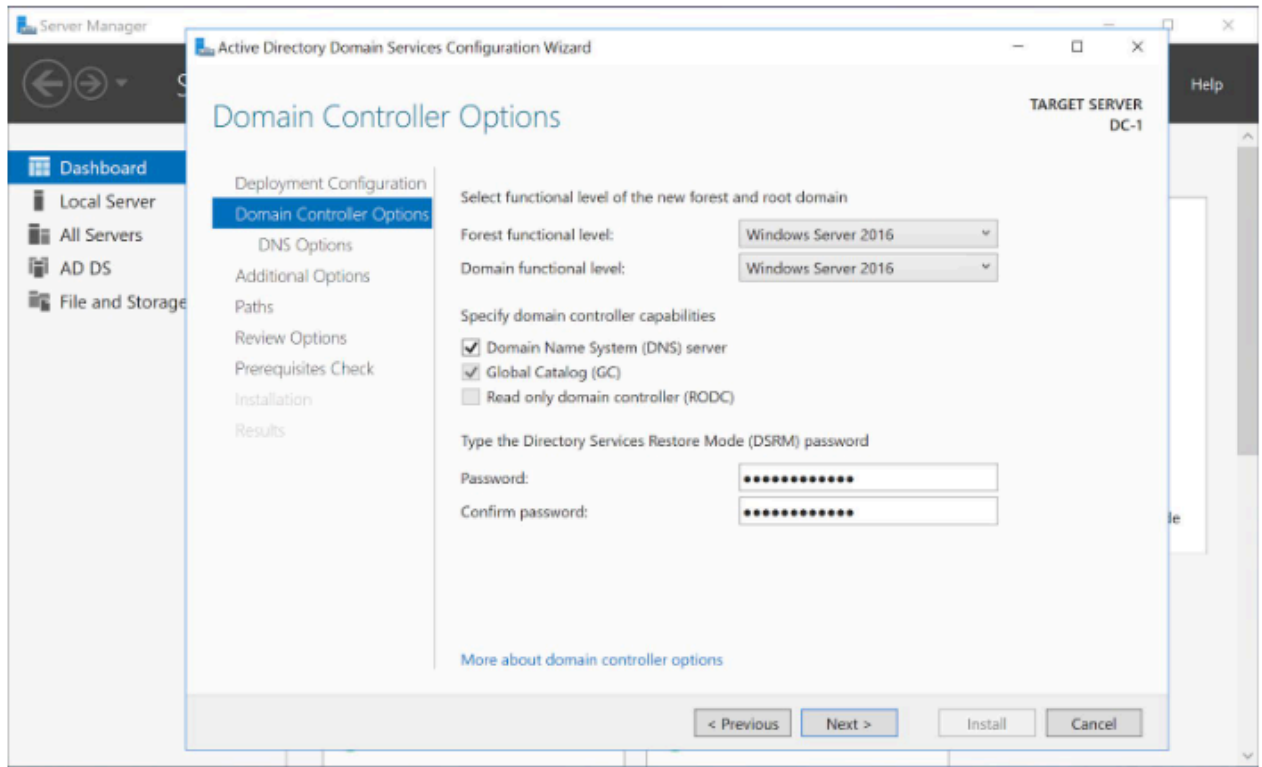 Server Manager
Active Directory Domain Services Configuration Wizard
Help
Domain Controller Options
TARGET SERVER
DC-1
Dashboard
Local Server
All Servers
AD DS
File and Storage
Deployment Configuration
Domain Controller Options
DNS Options
Additional Options
Paths
Review Options
Prerequisites Check
Installation
Results
Select functional level of the new forest and root domain
Forest functional level: Windows Server 2016
Domain functional level: Windows Server 2016
Specify domain controller capabilities
Domain Name System (DNS) server
Global Catalog (GC)
Read only domain controller (RODC)
Type the Directory Services Restore Mode (DSRM) password
Password: ••••••••••••
Confirm password: ••••••••••••
More about domain controller options
< Previous Next > Install Cancel